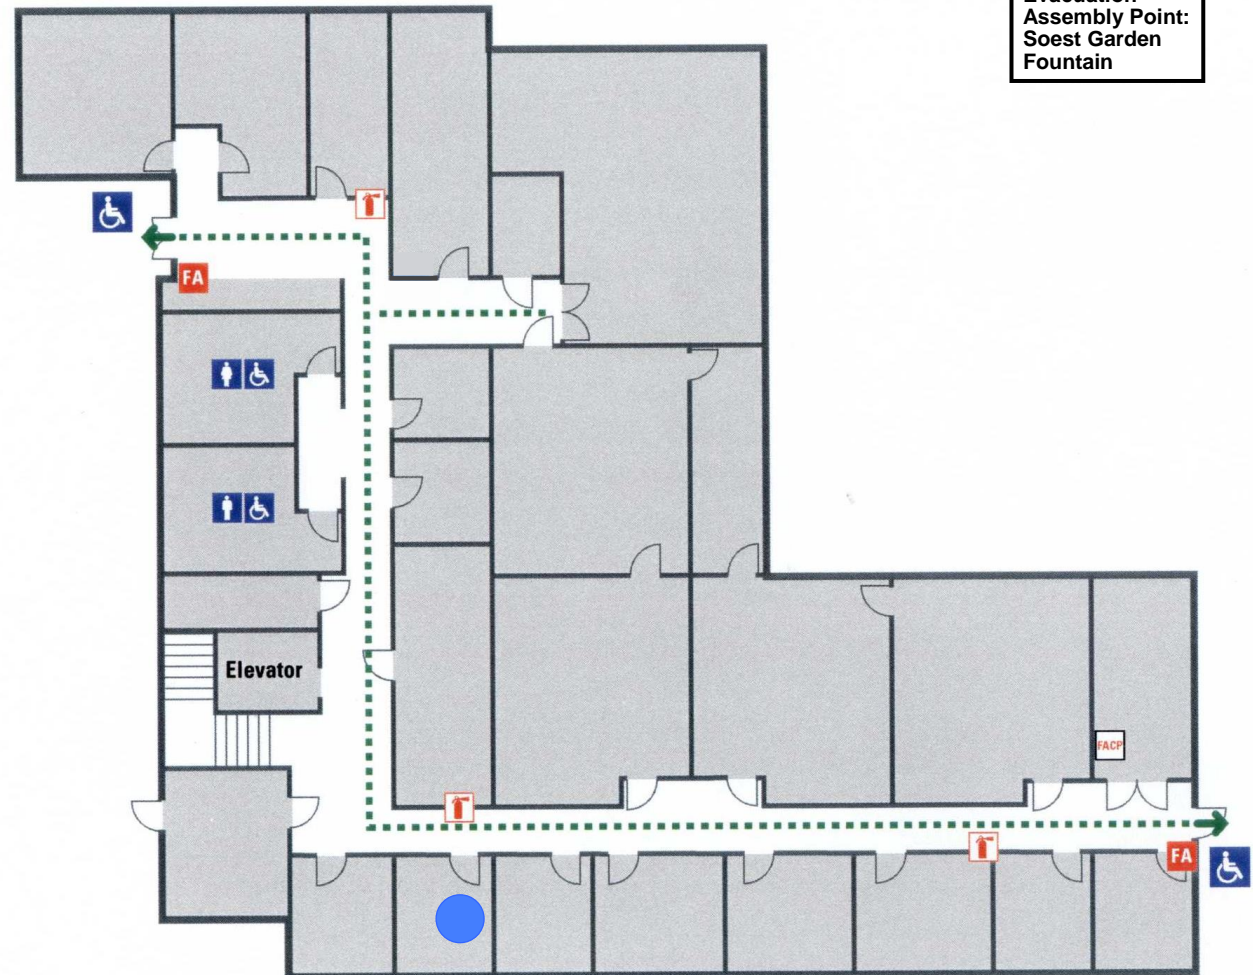 Assembly Point:
Soest Garden
Fountain
FA
Elevator
FACP
FA